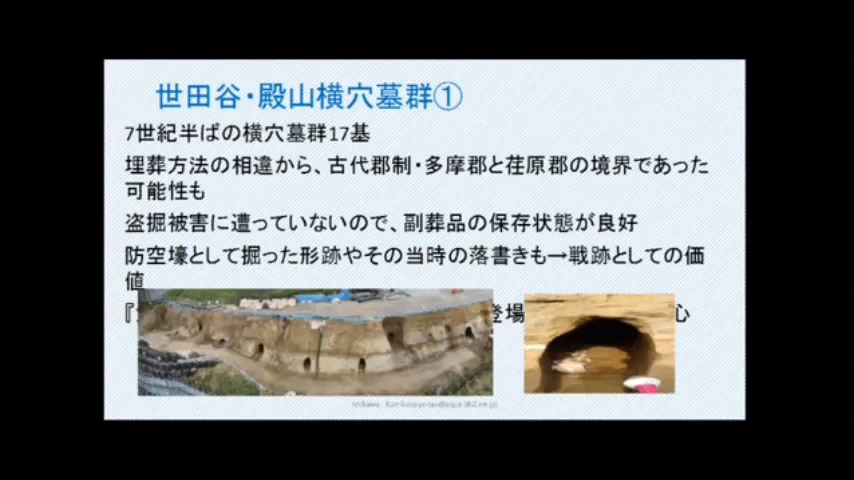 世田谷・殿山横穴墓群①
7世紀半ばの横穴墓群17基
埋葬方法の相違から、古代郡制・多摩郡と荏原郡の境界であった
可能性も
盗掘被害に遭っていないので、副葬品の保存状態が良好
防空壕として掘った形跡やその当時の落書きも→戦跡としての価
値
『 登場 心